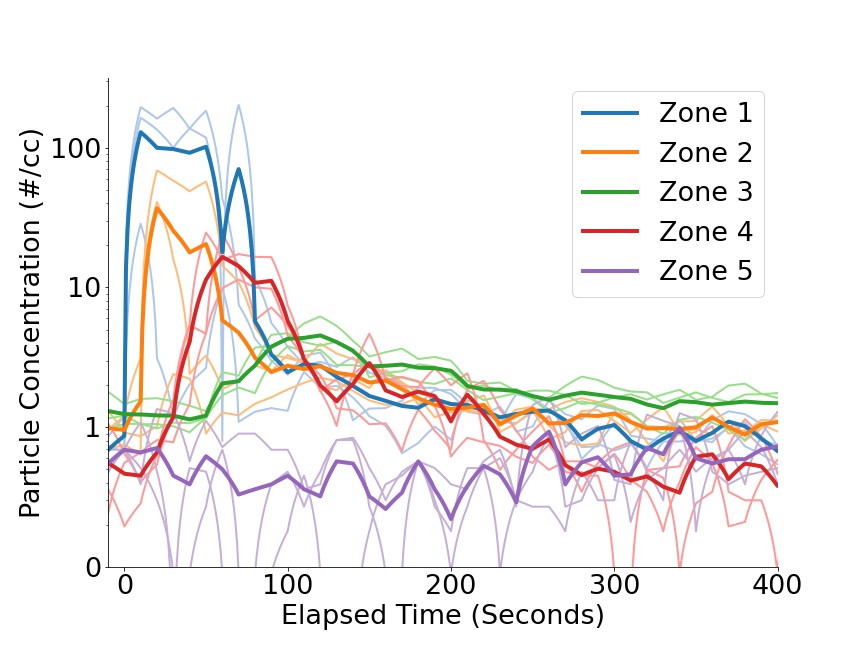 Particle Concentration (#/cc)
100
10
1
0
0
100
200
300
400
Elapsed Time (Seconds)
Zone 1
Zone 2
Zone 3
Zone 4
Zone 5